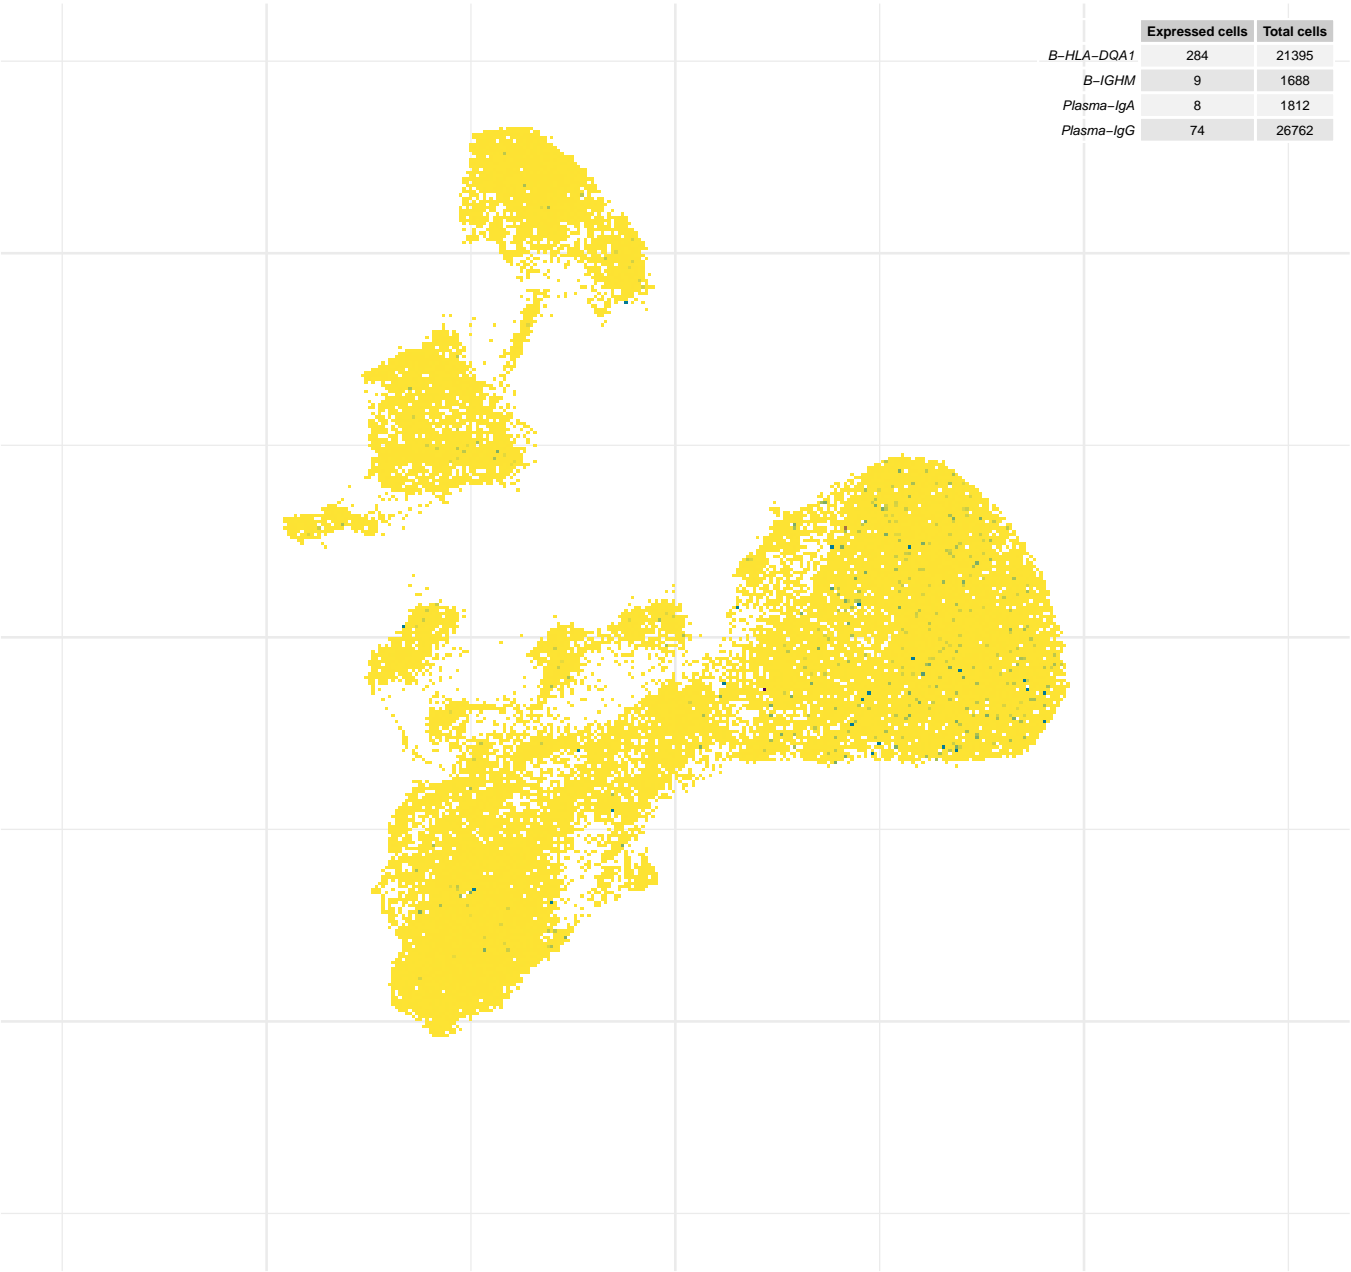 Expressed cells Total cells
B−HLA−DQA1 284 21395
B−IGHM 9 1688
Plasma−IgA 8 1812
Plasma−IgG 74 26762